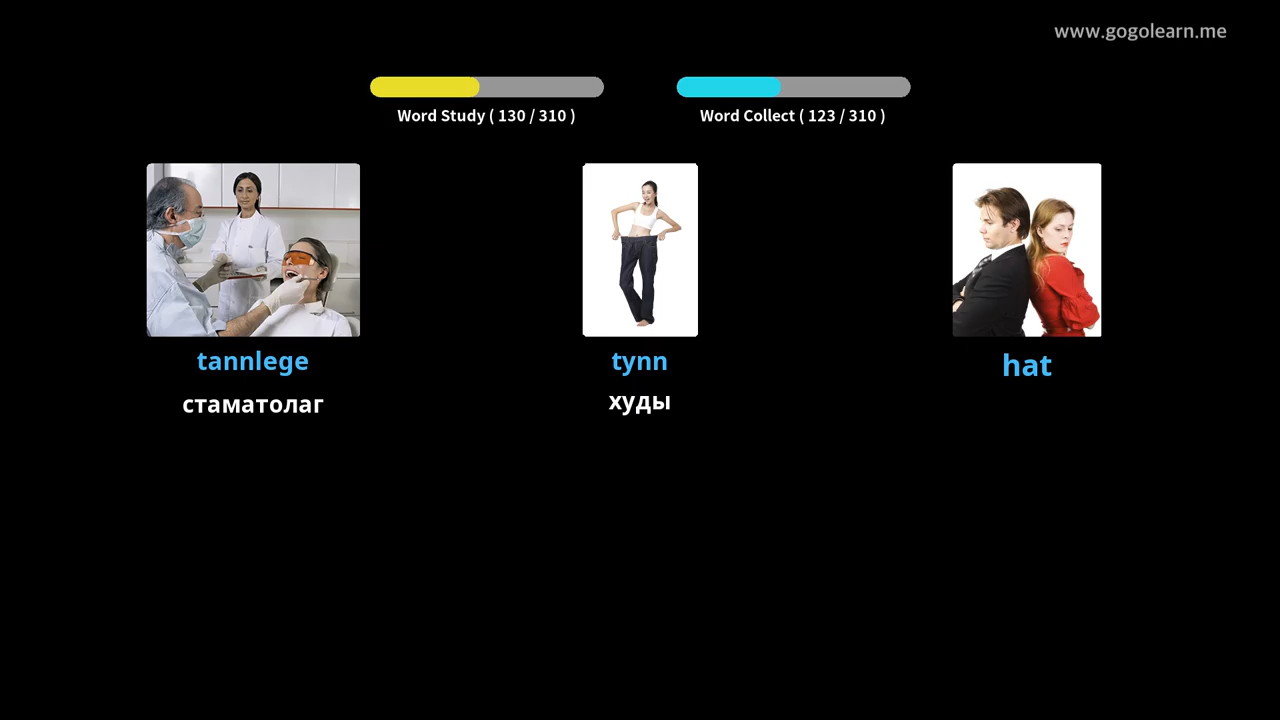 www.gogolearn.me
Word Study ( 130 / 310 )
Word Collect ( 123 / 310 )
tannlege
tynn
hat
стаматолаг
худы